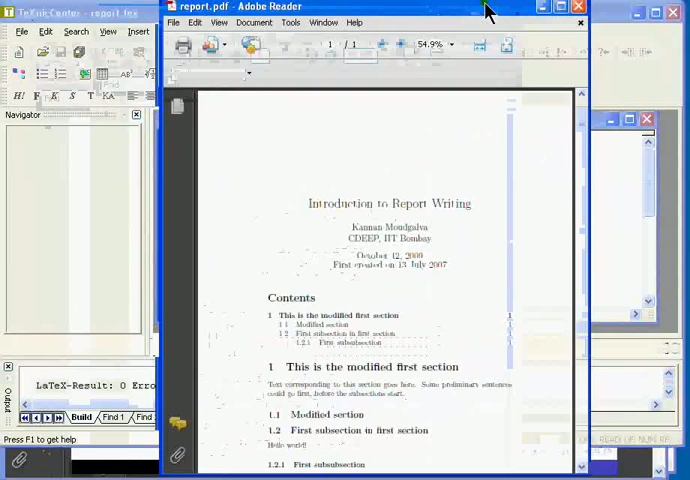 TeXnicCenter - report.tex
File Edit Search View Insert
Navigator
report.pdf - Adobe Reader
File Edit View Document Tools Window Help
1 / 1 54.9%
Introduction to Report Writing
Kannan Moudgalya
CDEEP, IIT Bombay
October 12, 2009
First created on 13 July 2007
Contents
1 This is the modified first section 1
1.1 Modified section
1.2 First subsection in first section
1.2.1 First subsubsection
1 This is the modified first section
Text corresponding to this section goes here. Some preliminary sentences
could go first, before the subsections start.
1.1 Modified section
1.2 First subsection in first section
Hello world!
1.2.1 First subsubsection
LaTeX-Result: 0 Erro
Output
Build Find 1 Find
Press F1 to get help